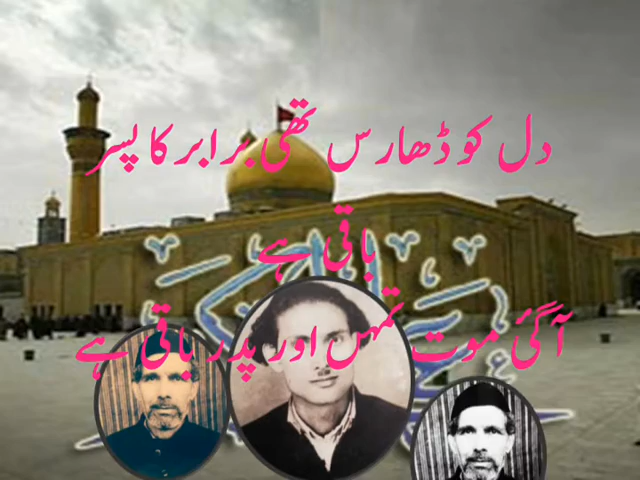 دل کو ڈھارس تھی برابر کا پسر
باقی ہے
آگئی موت تمہیں اور پدر باقی ہے